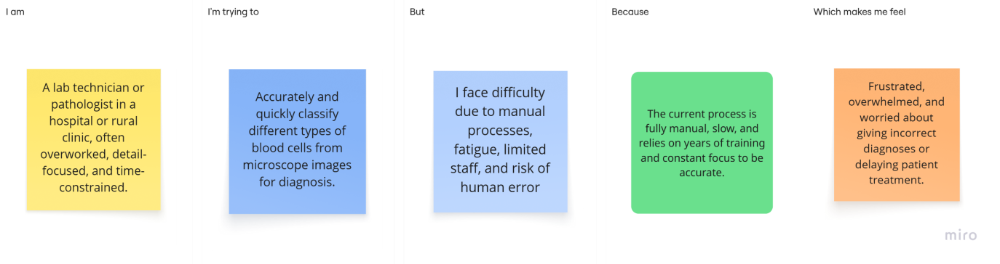 I am
I'm trying to
But
Because
Which makes me feel
A lab technician or
pathologist in a
hospital or rural
clinic, often
overworked, detail-
focused, and time-
constrained.
Accurately and
quickly classify
different types of
blood cells from
microscope images
for diagnosis.
I face difficulty
due to manual
processes,
fatigue, limited
staff, and risk of
human error
The current process is
fully manual, slow, and
relies on years of training
and constant focus to be
accurate.
Frustrated,
overwhelmed, and
worried about
giving incorrect
diagnoses or
delaying patient
treatment.
miro